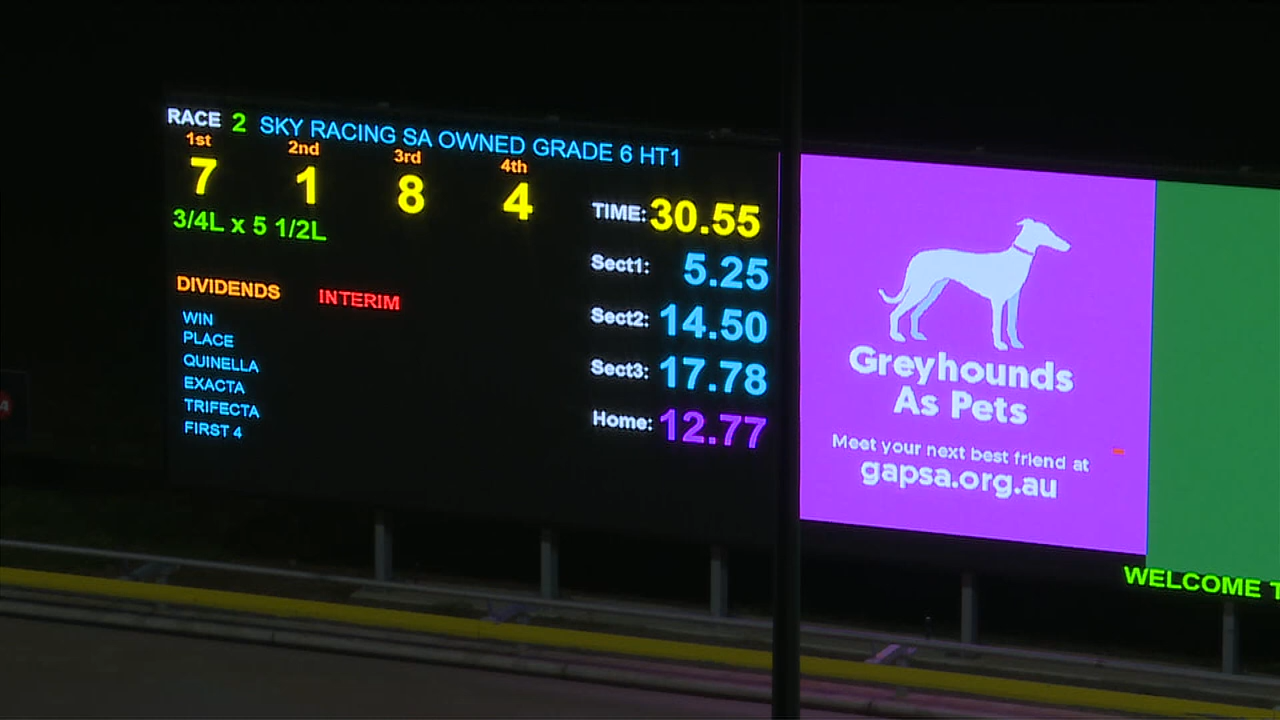 RACE 2 SKY RACING SA OWNED GRADE 6 HT1
1st 2nd 3rd 4th
7 1 8 4
3/4L x 5 1/2L
TIME: 30.55
Sect1: 5.25
Sect2: 14.50
Sect3: 17.78
Home: 12.77
DIVIDENDS INTERIM
WIN
PLACE
QUINELLA
EXACTA
TRIFECTA
FIRST 4
4
Greyhounds
As Pets
Meet your next best friend at
gapsa.org.au
WELCOME T